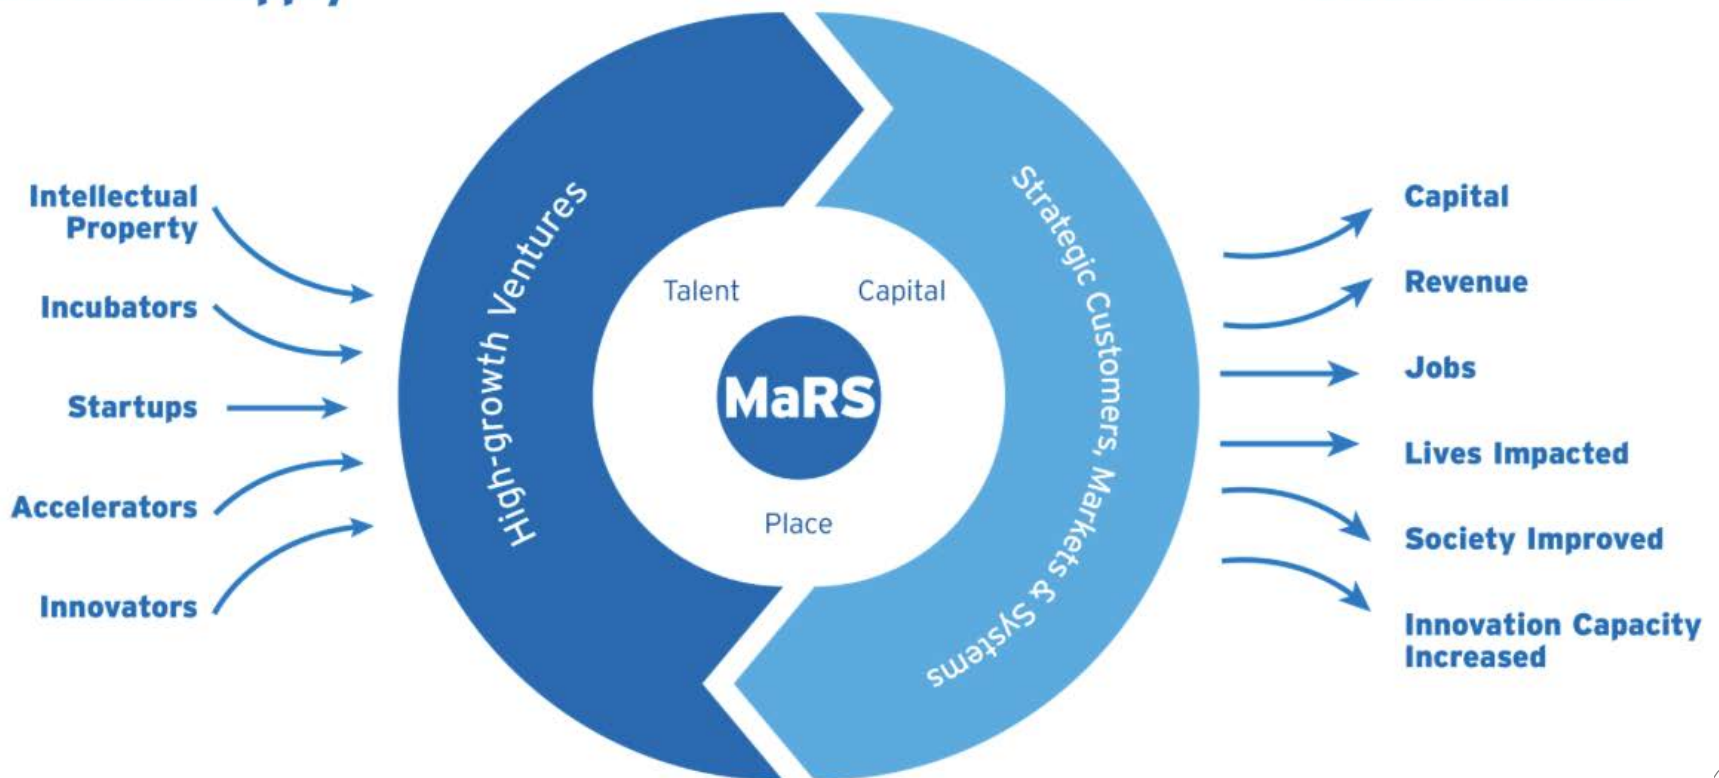 Intellectual
Property
Incubators
Startups
Accelerators
Innovators
High-growth Ventures
Talent
Capital
MaRS
Place
Strategic Customers, Markets & Systems
Capital
Revenue
Jobs
Lives Impacted
Society Improved
Innovation Capacity
Increased